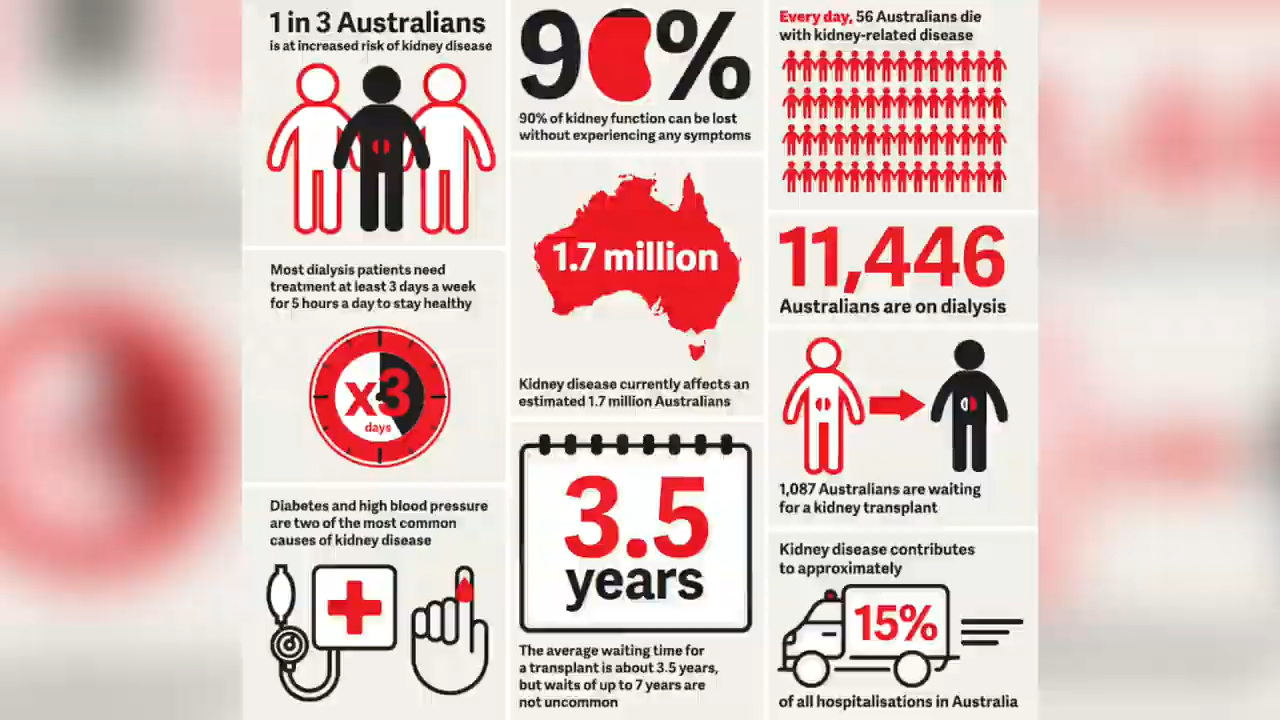 1 in 3 Australians
is at increased risk of kidney disease
Most dialysis patients need
treatment at least 3 days a week
for 5 hours a day to stay healthy
x3
days
Diabetes and high blood pressure
are two of the most common
causes of kidney disease
90%
90% of kidney function can be lost
without experiencing any symptoms
1.7 million
Kidney disease currently affects an
estimated 1.7 million Australians
3.5
years
The average waiting time for
a transplant is about 3.5 years,
but waits of up to 7 years are
not uncommon
Every day, 56 Australians die
with kidney-related disease
11,446
Australians are on dialysis
1,087 Australians are waiting
for a kidney transplant
Kidney disease contributes
to approximately
15%
of all hospitalisations in Australia